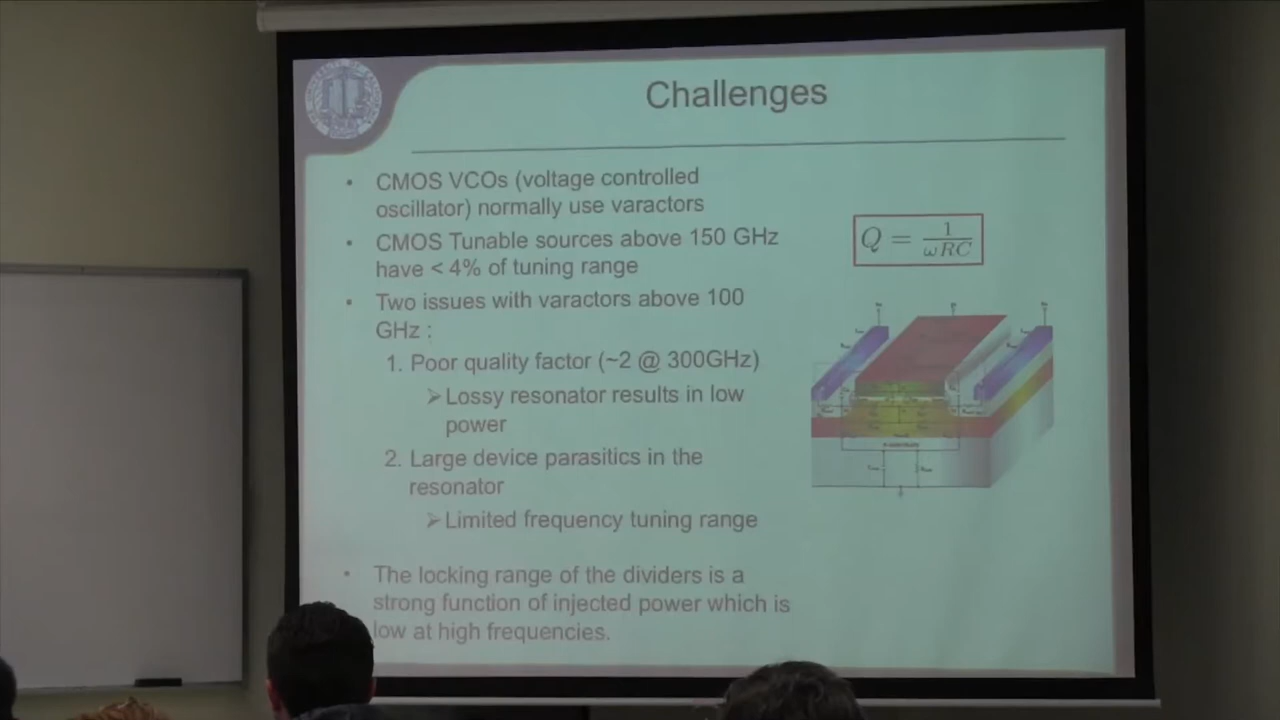 Challenges
• CMOS VCOs (voltage controlled
oscillator) normally use varactors
• CMOS Tunable sources above 150 GHz
have < 4% of tuning range
• Two issues with varactors above 100
GHz :
1. Poor quality factor (~2 @ 300GHz)
➢ Lossy resonator results in low
power
2. Large device parasitics in the
resonator
➢ Limited frequency tuning range
• The locking range of the dividers is a
strong function of injected power which is
low at high frequencies.
Q = 1/ωRC